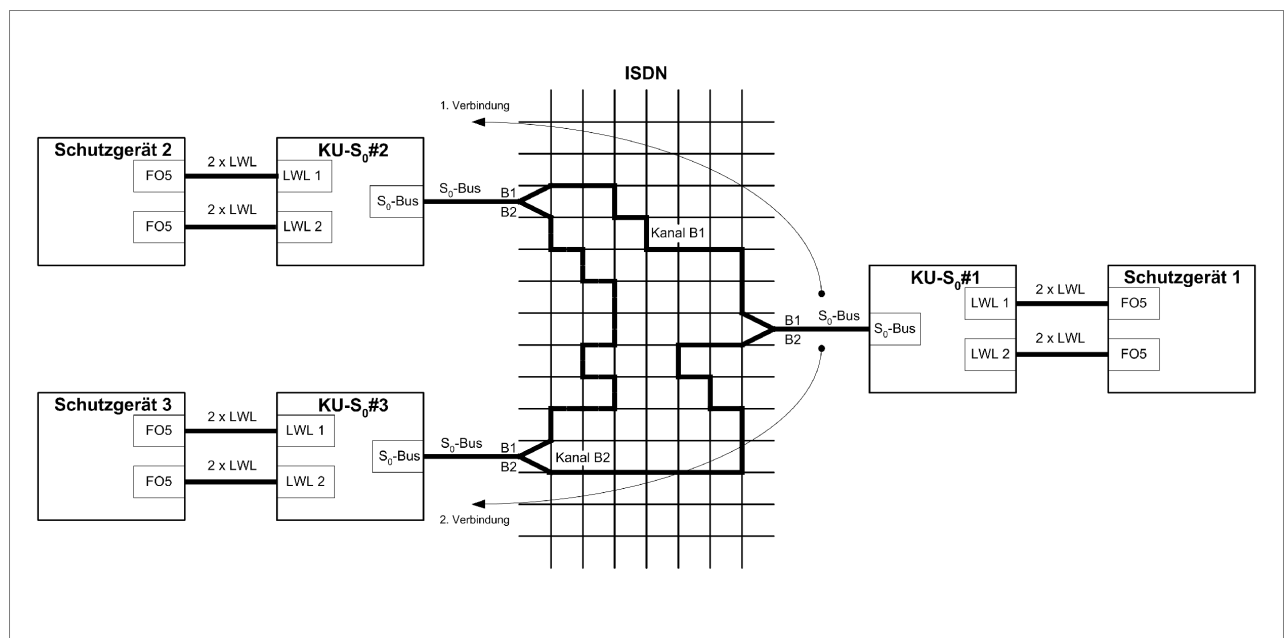 ISDN
1. Verbindung
Schutzgerät 2
FO5
FO5
2 x LWL
2 x LWL
KU-S₀#2
LWL 1
LWL 2
S₀-Bus
S₀-Bus
B1
B2
Kanal B1
B1
B2
S₀-Bus
KU-S₀#1
S₀-Bus
LWL 1
LWL 2
2 x LWL
2 x LWL
Schutzgerät 1
FO5
FO5
Schutzgerät 3
FO5
FO5
2 x LWL
2 x LWL
KU-S₀#3
LWL 1
LWL 2
S₀-Bus
S₀-Bus
B1
B2
Kanal B2
2. Verbindung